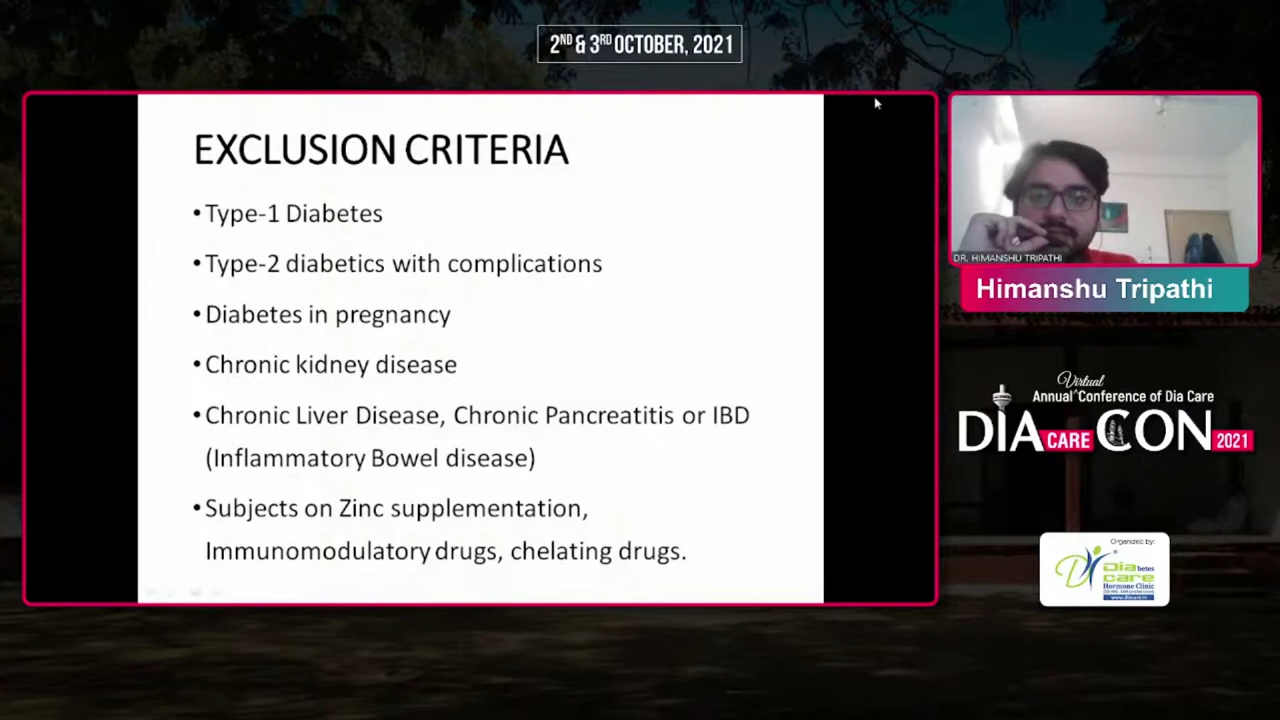 2ND & 3RD OCTOBER, 2021
EXCLUSION CRITERIA
•Type-1 Diabetes
•Type-2 diabetics with complications
•Diabetes in pregnancy
•Chronic kidney disease
•Chronic Liver Disease, Chronic Pancreatitis or IBD
(Inflammatory Bowel disease)
•Subjects on Zinc supplementation,
Immunomodulatory drugs, chelating drugs.
DR. HIMANSHU TRIPATHI
Himanshu Tripathi
Virtual
Annual^Conference of Dia Care
DIA CARE CON 2021
Organized by:
Diabetes
care
Hormone Clinic